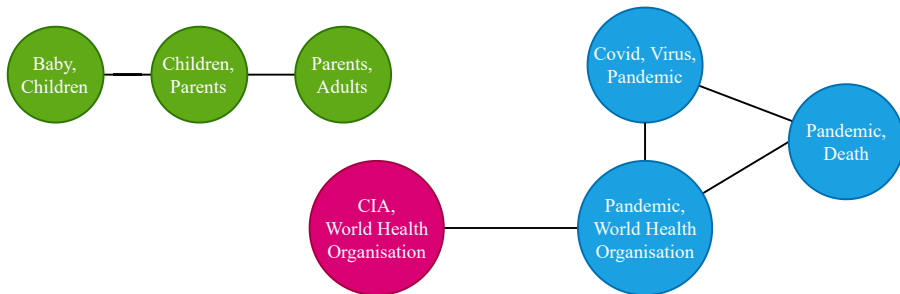 Baby,
Children
Children,
Parents
Parents,
Adults
Covid, Virus,
Pandemic
Pandemic,
Death
CIA,
World Health
Organisation
Pandemic,
World Health
Organisation